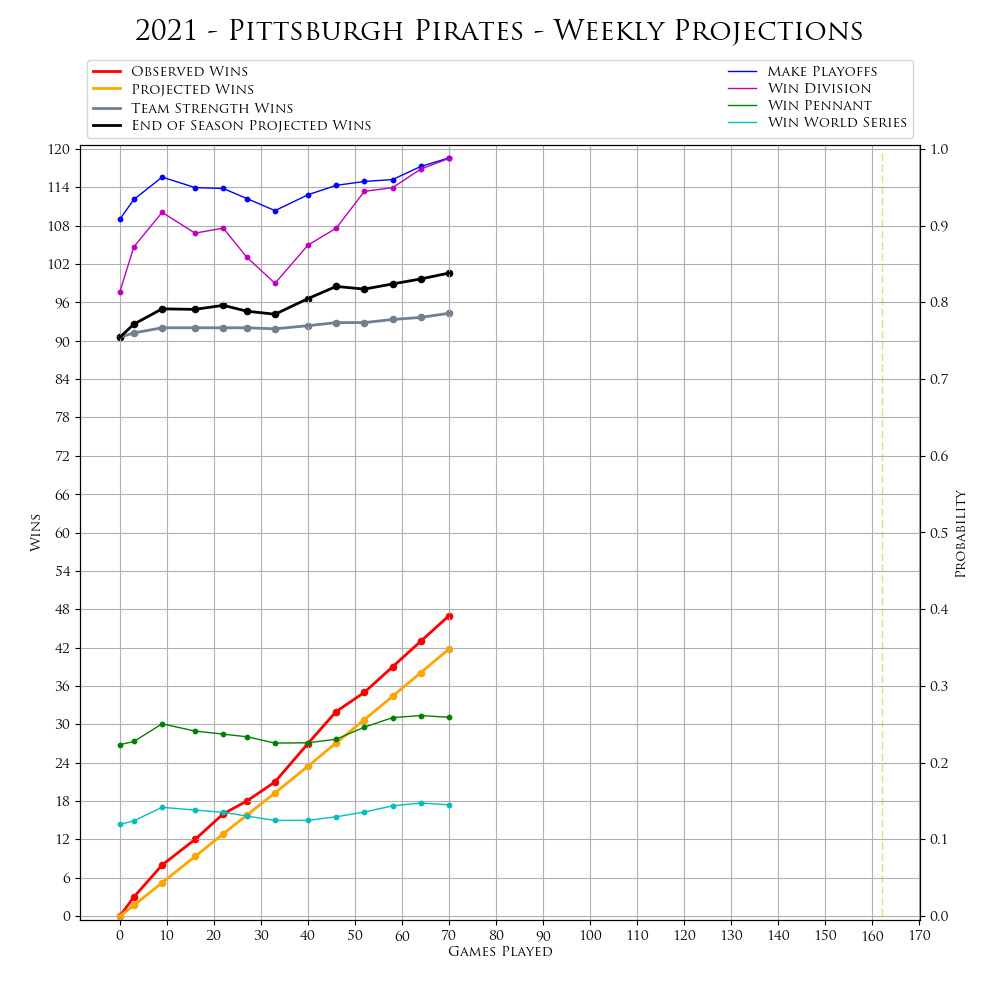 2021 - Pittsburgh Pirates - Weekly Projections
Observed Wins
Projected Wins
Team Strength Wins
End of Season Projected Wins
Make Playoffs
Win Division
Win Pennant
Win World Series
120
114
108
102
96
90
84
78
72
66
60
54
48
42
36
30
24
18
12
6
0
Wins
1.0
0.9
0.8
0.7
0.6
0.5
0.4
0.3
0.2
0.1
0.0
Probability
0 10 20 30 40 50 60 70 80 90 100 110 120 130 140 150 160 170
Games Played